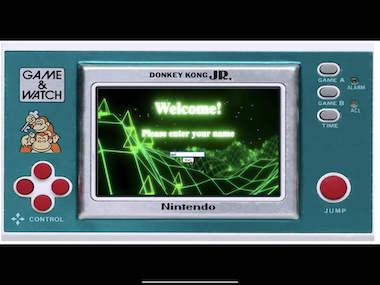 GAME
&
WATCH
DONKEY KONG JR.
GAME A
ALARM
GAME B
ACL
TIME
Welcome!
Please enter your name
CONTROL
Nintendo
JUMP